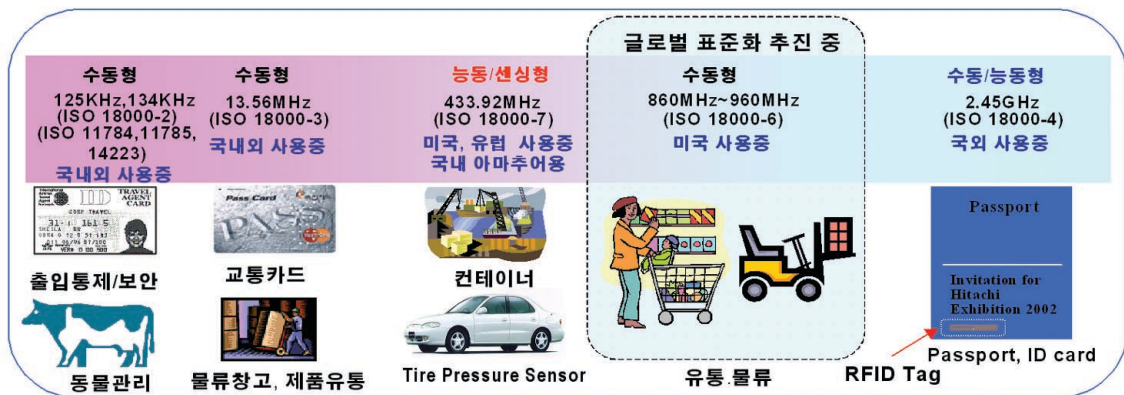 글로벌 표준화 추진 중
수동형
125KHz,134KHz
(ISO 18000-2)
(ISO 11784,11785,
14223)
국내외 사용중
수동형
13.56MHz
(ISO 18000-3)
국내외 사용중
능동/센싱형
433.92MHz
(ISO 18000-7)
미국, 유럽 사용중
국내 아마추어용
수동형
860MHz~960MHz
(ISO 18000-6)
미국 사용중
수동/능동형
2.45GHz
(ISO 18000-4)
국외 사용중
ID
TRAVEL
AGENT
CARD
CORP TRAVEL
출입통제/보안
동물관리
Pass Card
PASS
교통카드
물류창고, 제품유통
컨테이너
Tire Pressure Sensor
유통.물류
Passport
Invitation for
Hitachi
Exhibition 2002
Passport, ID card
RFID Tag